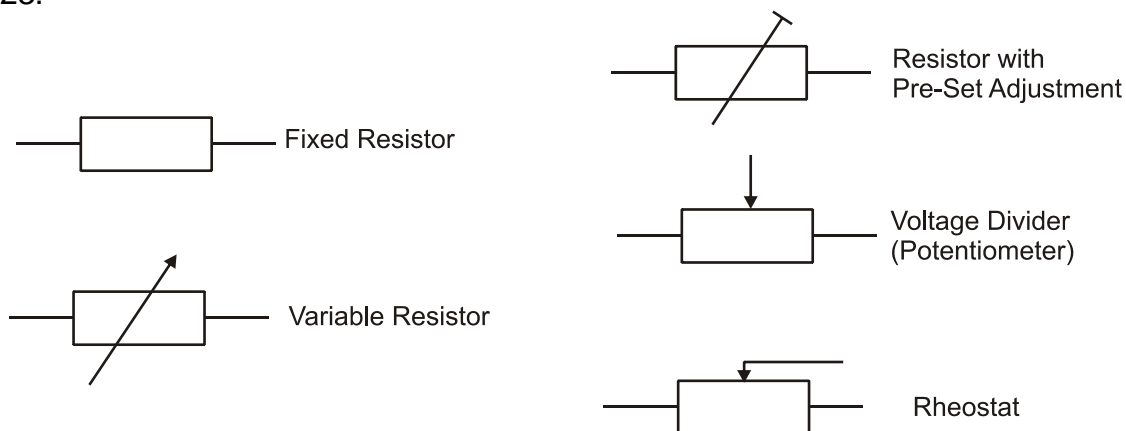 Fixed Resistor
Variable Resistor
Resistor with
Pre-Set Adjustment
Voltage Divider
(Potentiometer)
Rheostat